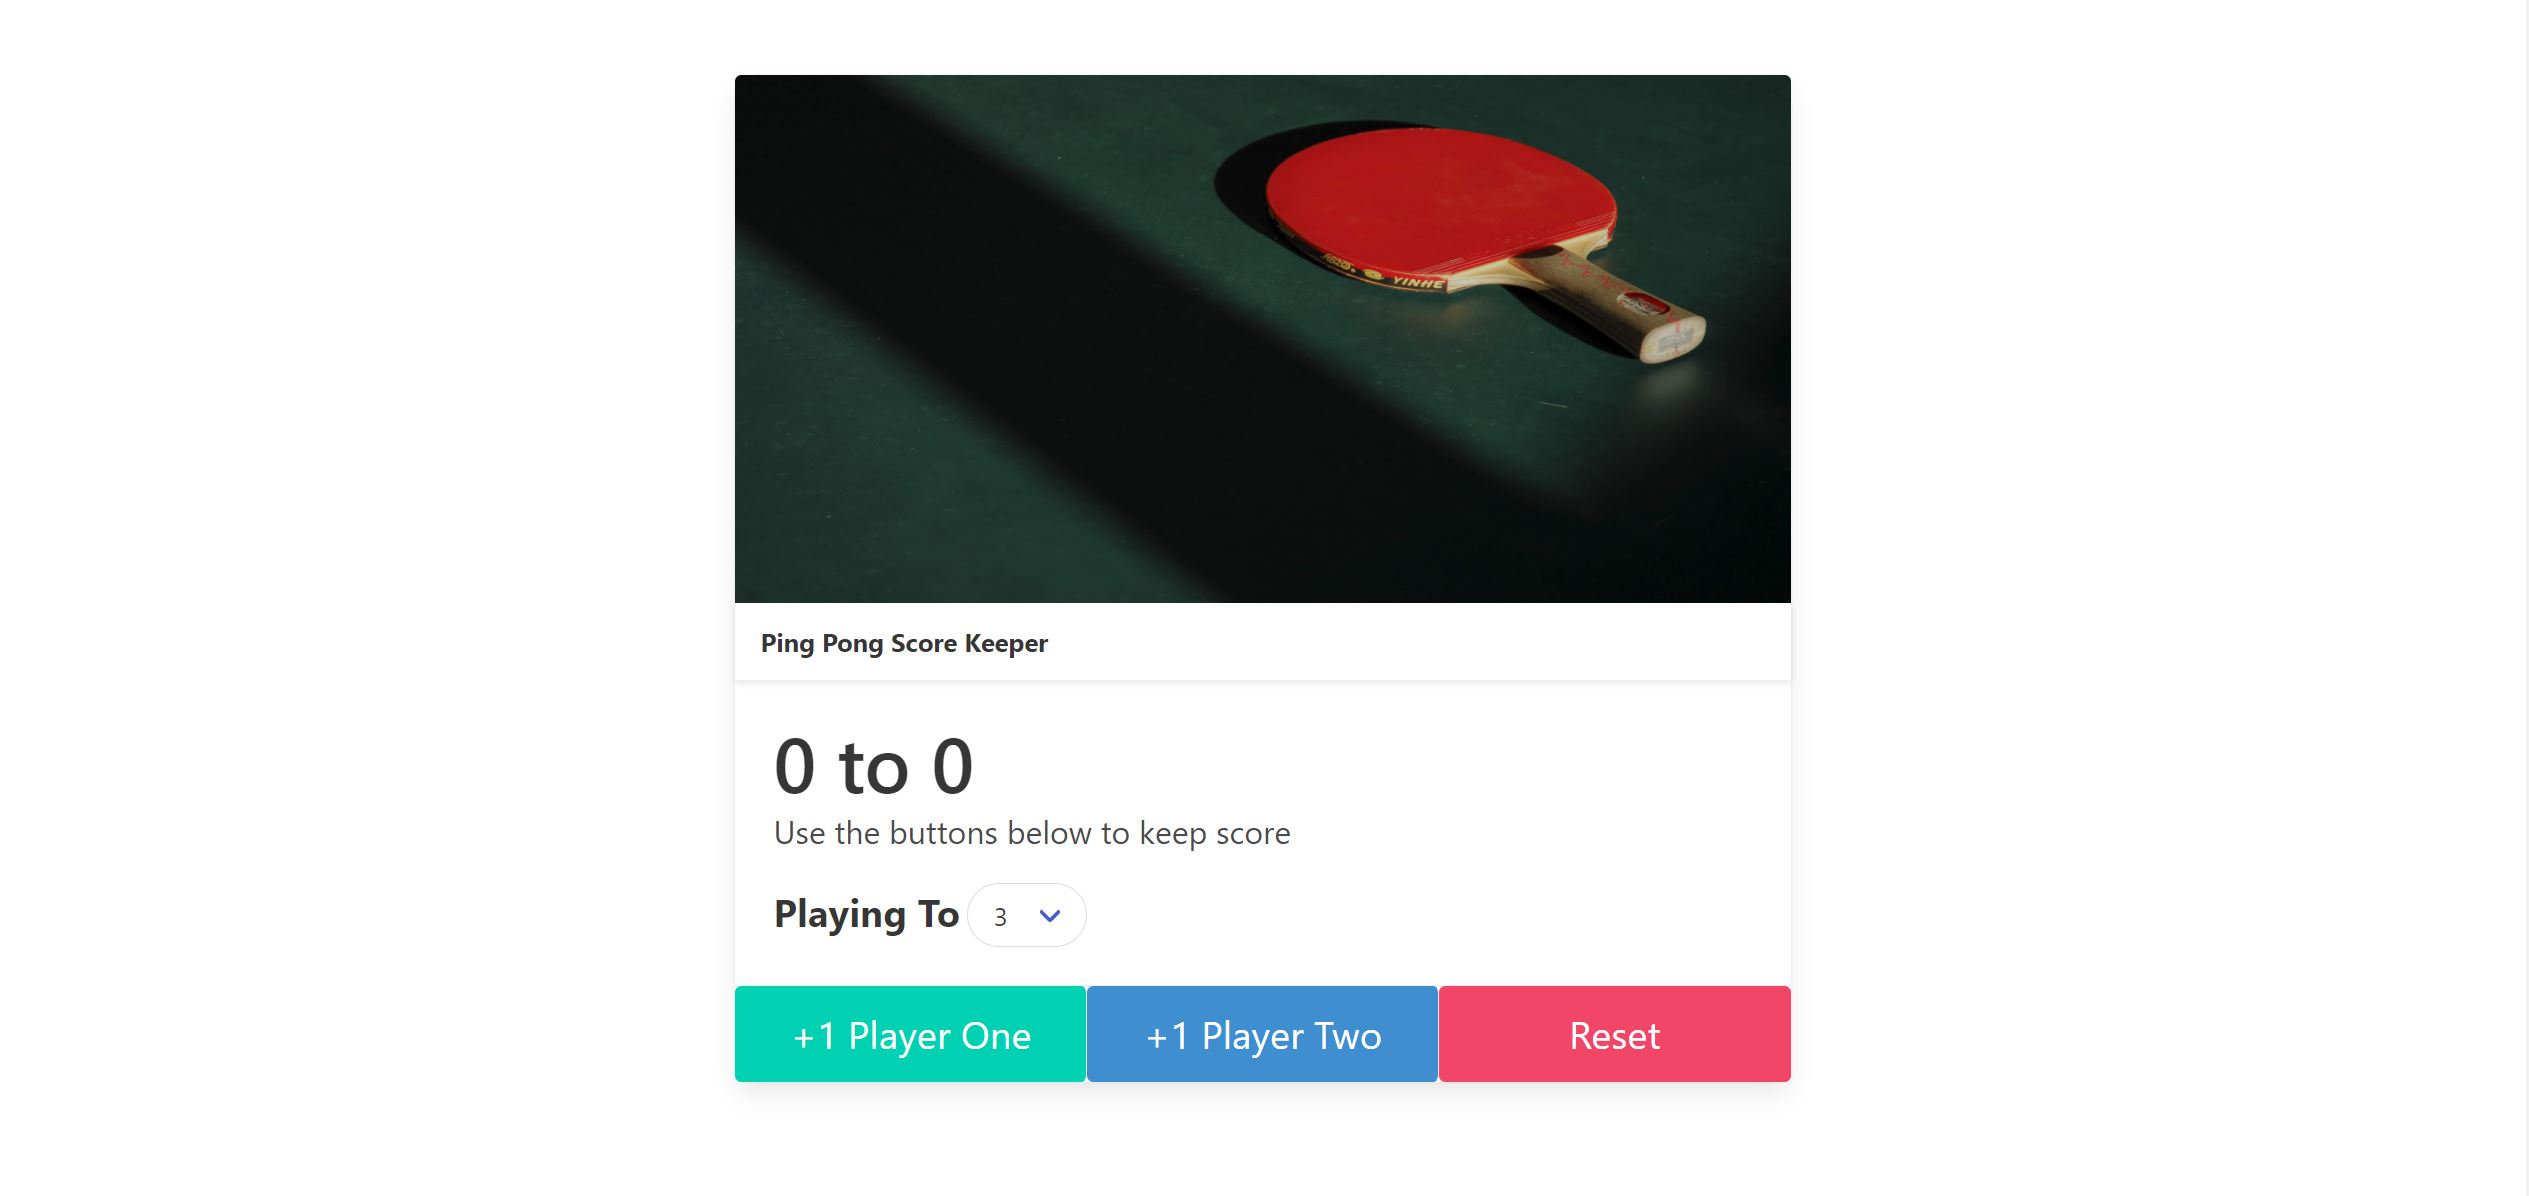 YINHE
Ping Pong Score Keeper
0 to 0
Use the buttons below to keep score
Playing To 3
+1 Player One
+1 Player Two
Reset